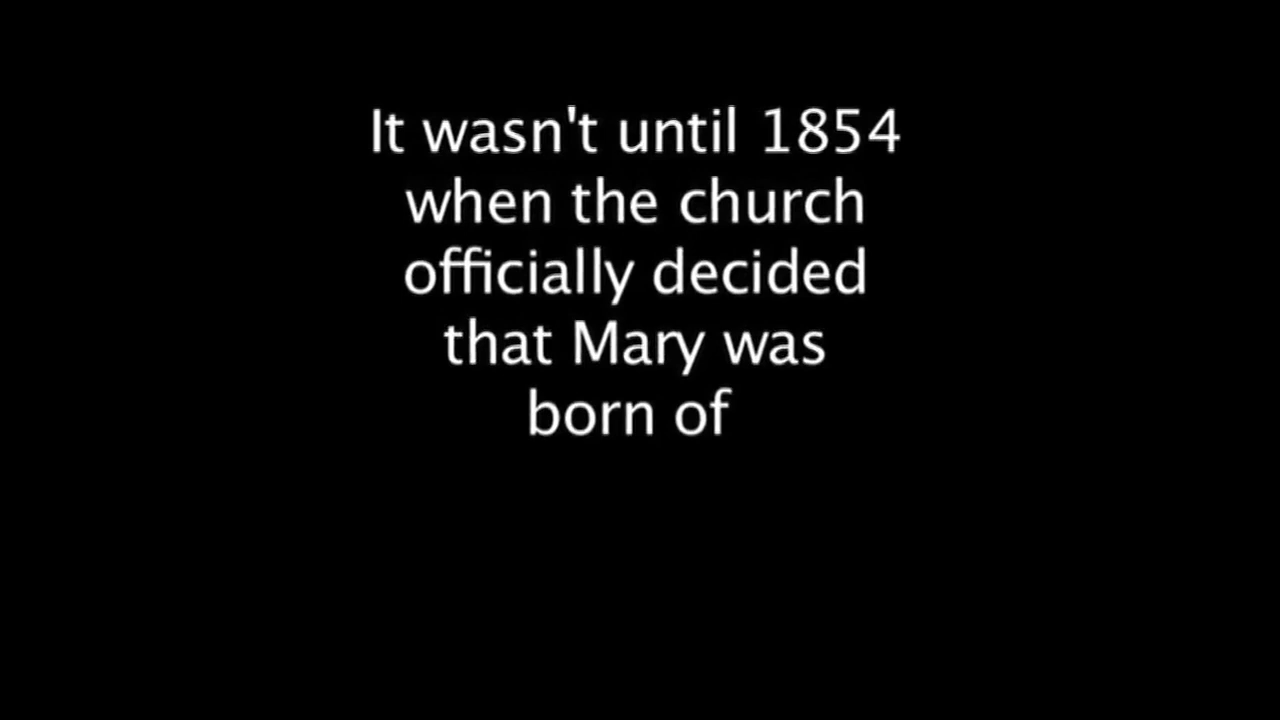 It wasn't until 1854
when the church
officially decided
that Mary was
born of